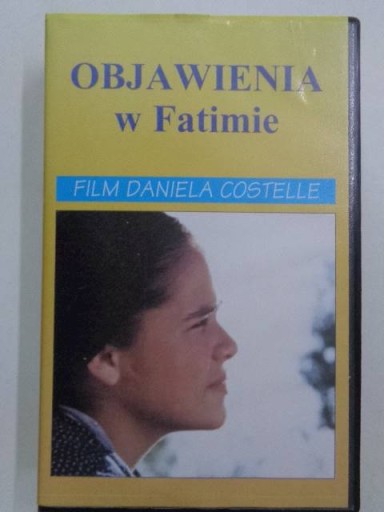 OBJAWIENIA
w Fatimie
FILM DANIELA COSTELLE